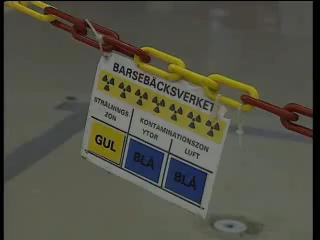 BARSEBÄCKSVERKET
STRÅLNINGS KONTAMINATIONSZON
ZON YTOR LUFT
GUL BLÅ BLÅ